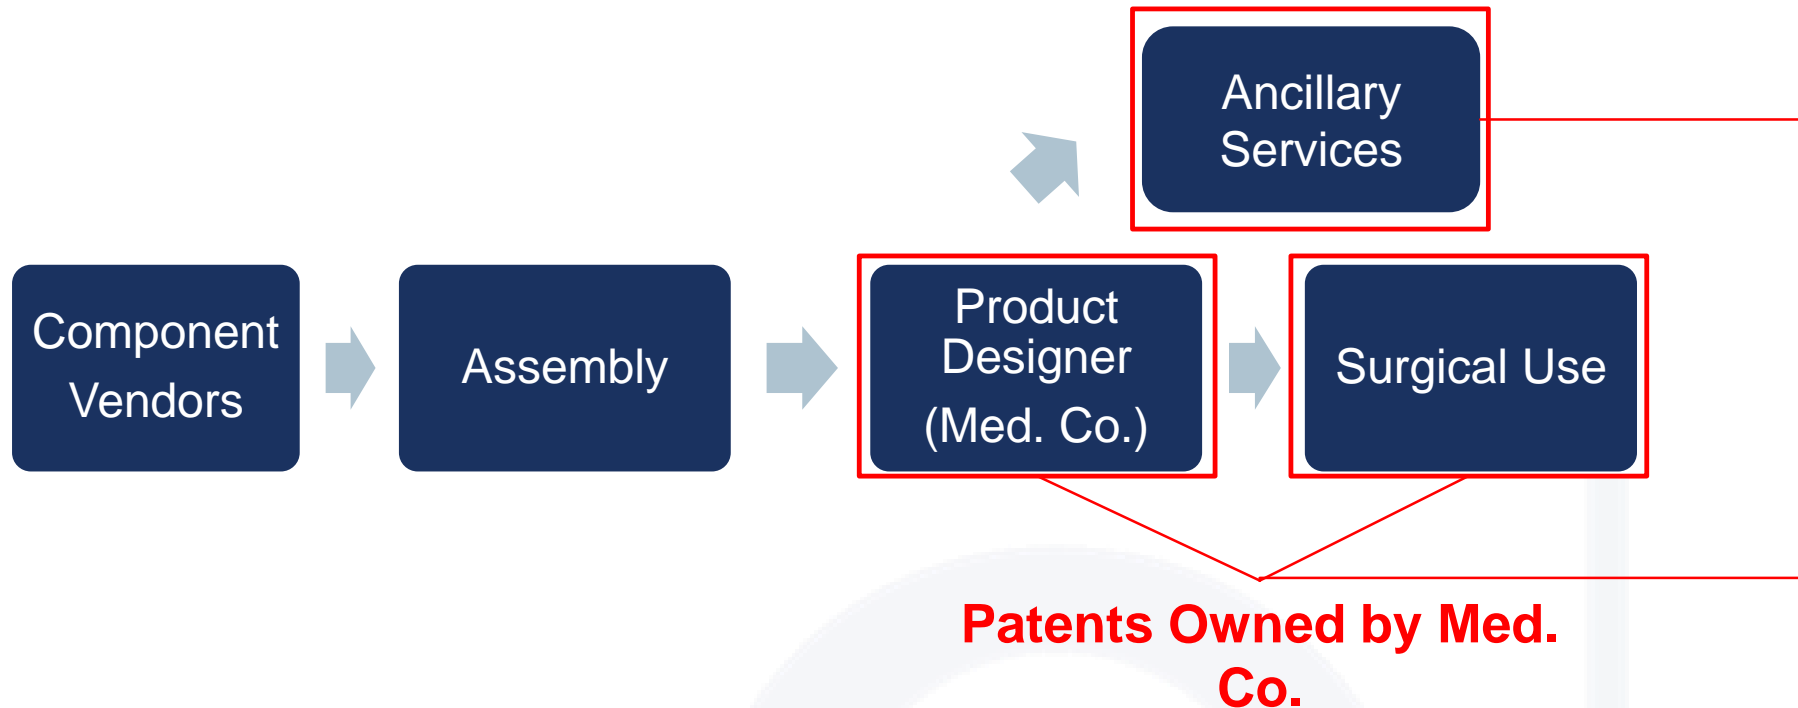 Ancillary
Services
Component
Vendors
Assembly
Product
Designer
(Med. Co.)
Surgical Use
Patents Owned by Med.
Co.